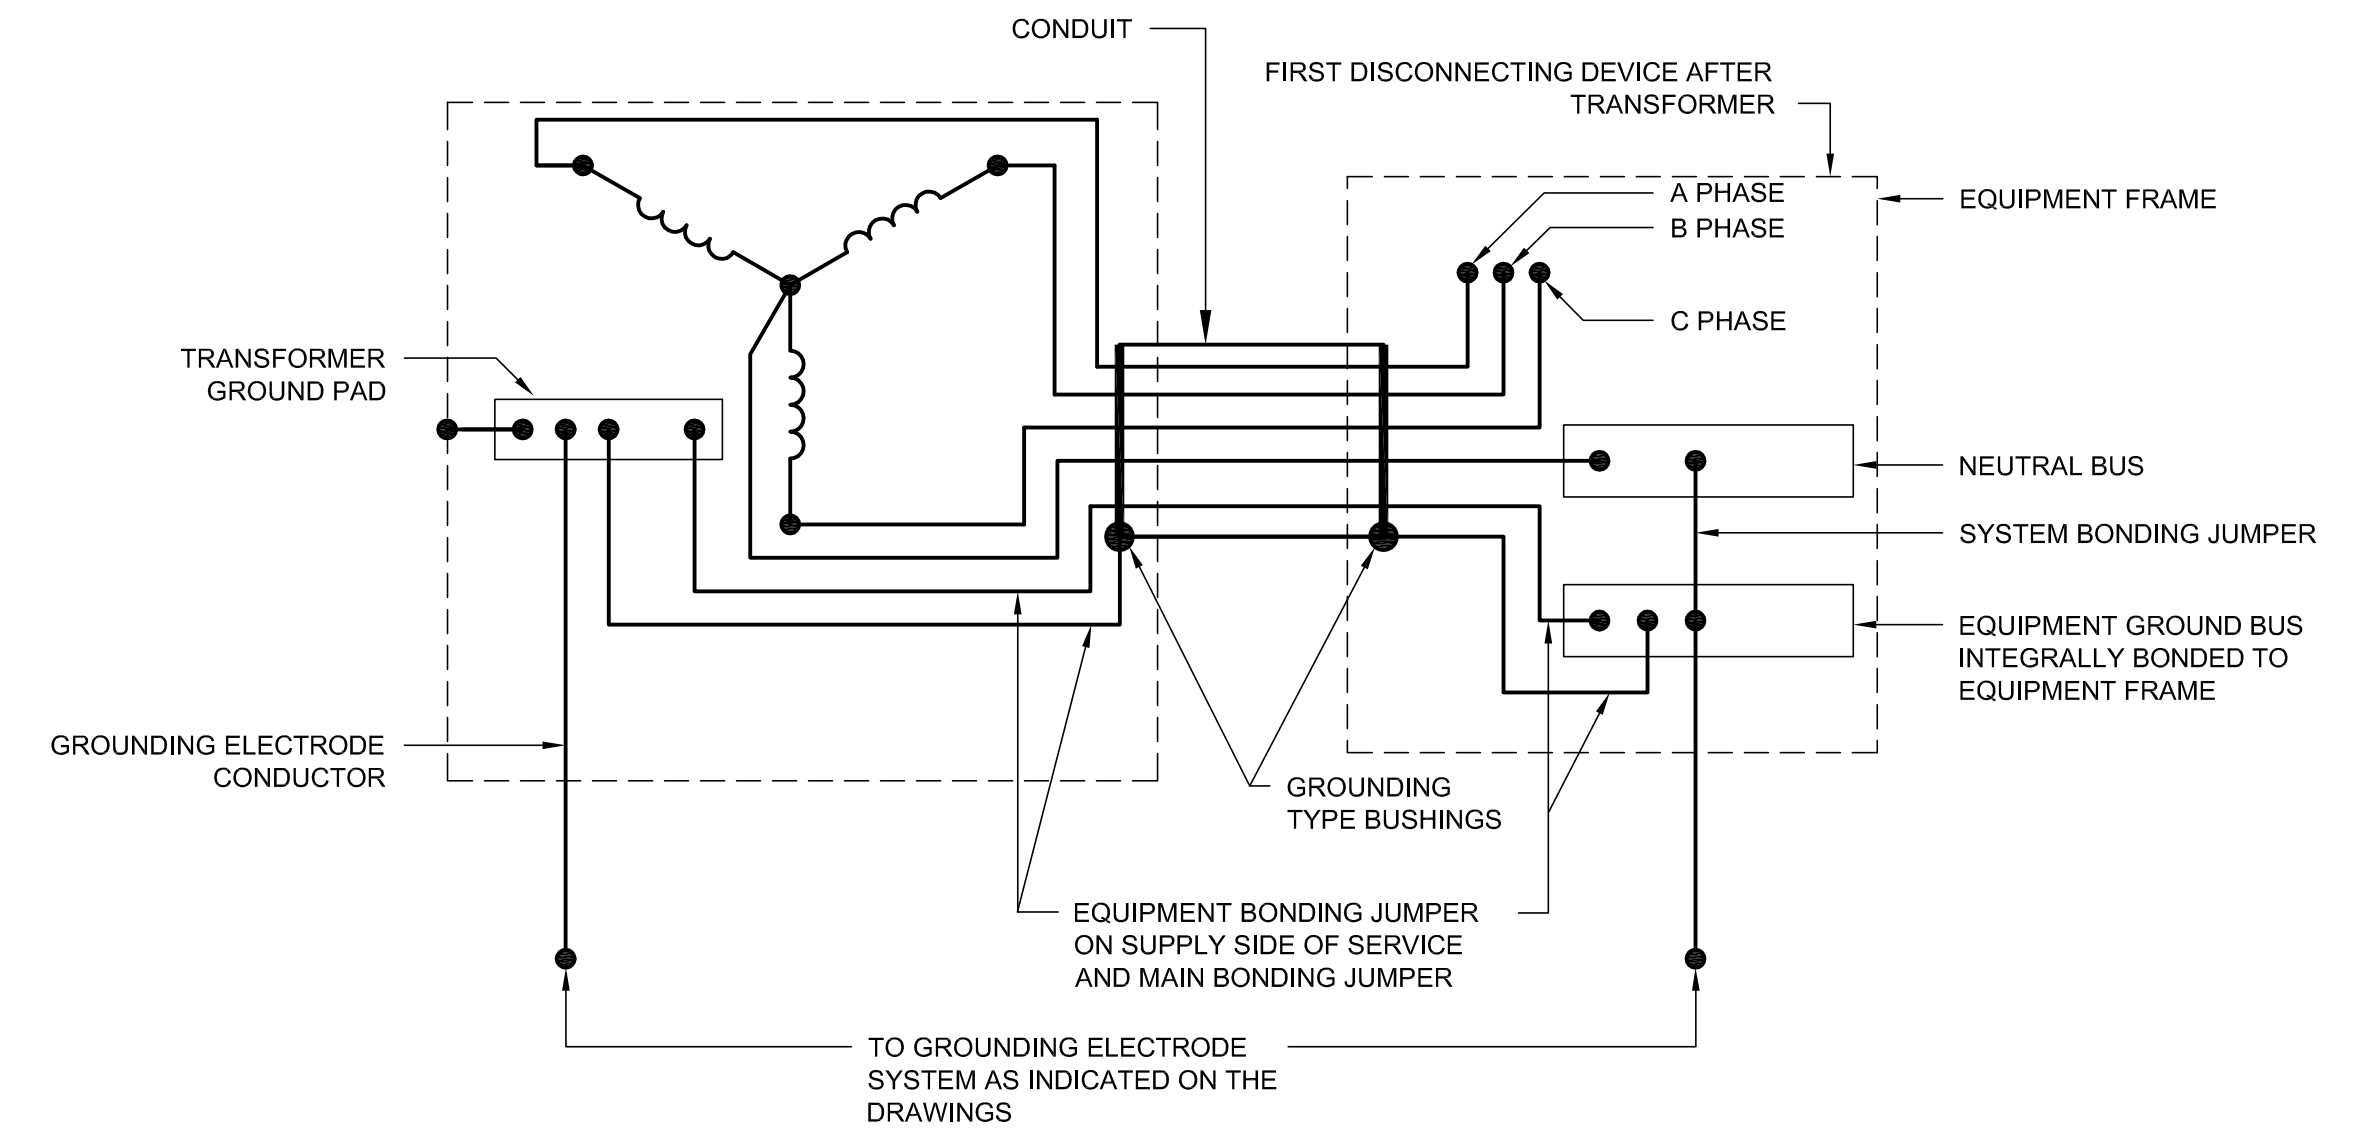 CONDUIT
FIRST DISCONNECTING DEVICE AFTER
TRANSFORMER
A PHASE
B PHASE
EQUIPMENT FRAME
C PHASE
TRANSFORMER
GROUND PAD
NEUTRAL BUS
SYSTEM BONDING JUMPER
EQUIPMENT GROUND BUS
INTEGRALLY BONDED TO
EQUIPMENT FRAME
GROUNDING ELECTRODE
CONDUCTOR
GROUNDING
TYPE BUSHINGS
EQUIPMENT BONDING JUMPER
ON SUPPLY SIDE OF SERVICE
AND MAIN BONDING JUMPER
TO GROUNDING ELECTRODE
SYSTEM AS INDICATED ON THE
DRAWINGS